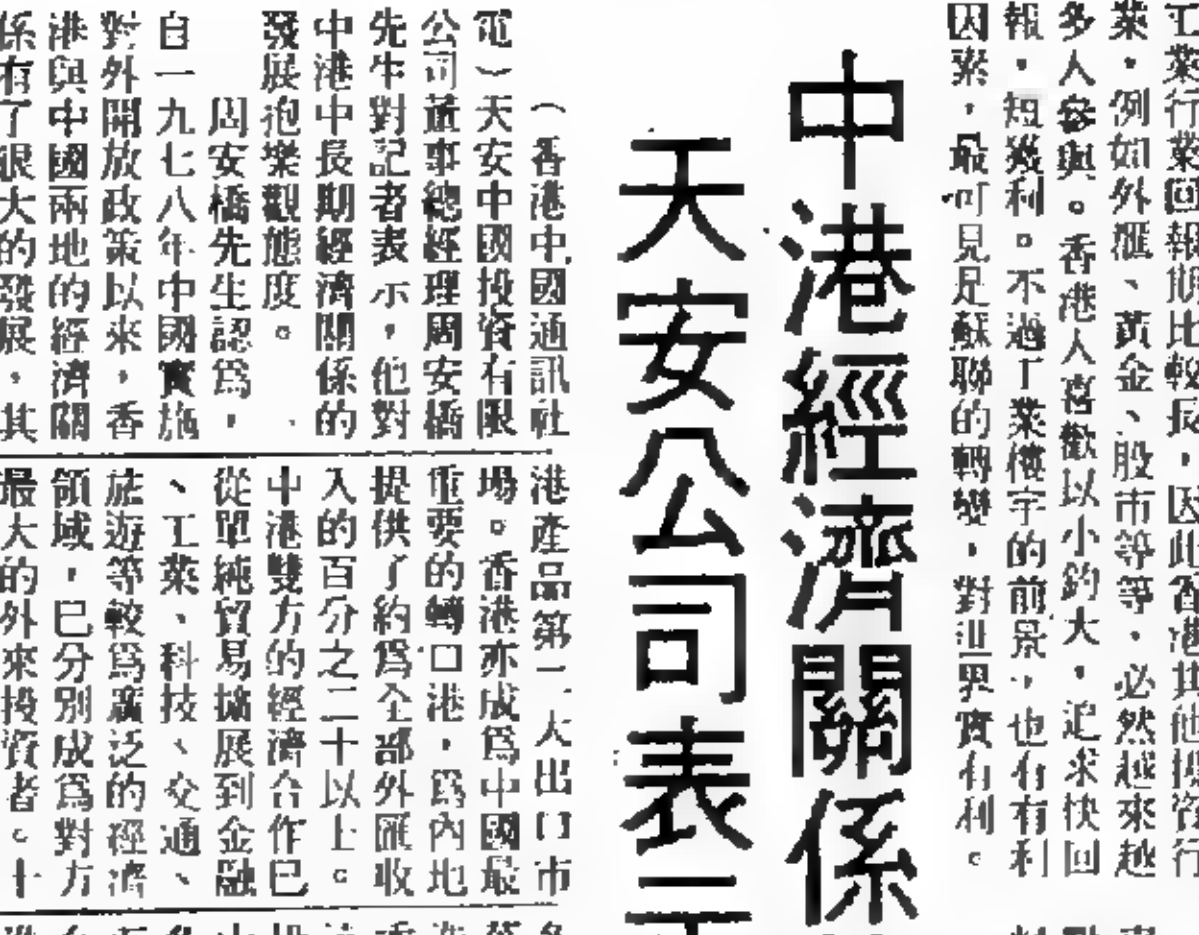 工業行業回報期比較長，因此香港其他投資行
業，例如外匯、黃金、股市等等，必然越來越
多人參與。香港人喜歡以小釣大，追求快回
報，短獲利。不過工業樓宇的前景，也有有利
因素，最可見是蘇聯的轉變，對世界實有利。
中港經濟關係
天安公司表示
（香港中國通訊社
電）天安中國投資有限
公司董事總經理周安橋
先生對記者表示，他對
中港中長期經濟關係的
發展抱樂觀態度。
周安橋先生認爲，
自一九七八年中國實施
對外開放政策以來，香
港與中國兩地的經濟關
係有了很大的發展，其
港產品第一大出口市
場。香港亦成爲中國最
重要的轉口港，爲內地
提供了約爲全部外匯收
入的百分之二十以上。
中港雙方的經濟合作已
從單純貿易擴展到金融
、工業、科技、交通、
旅遊等較爲廣泛的經濟
領域，已分別成爲對方
最大的外來投資者。十